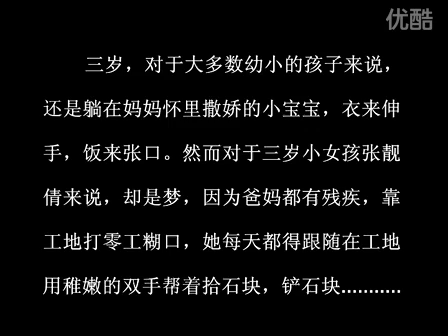 优酷
三岁，对于大多数幼小的孩子来说，
还是躺在妈妈怀里撒娇的小宝宝，衣来伸
手，饭来张口。然而对于三岁小女孩张靓
倩来说，却是梦，因为爸妈都有残疾，靠
工地打零工糊口，她每天都得跟随在工地
用稚嫩的双手帮着拾石块，铲石块...........